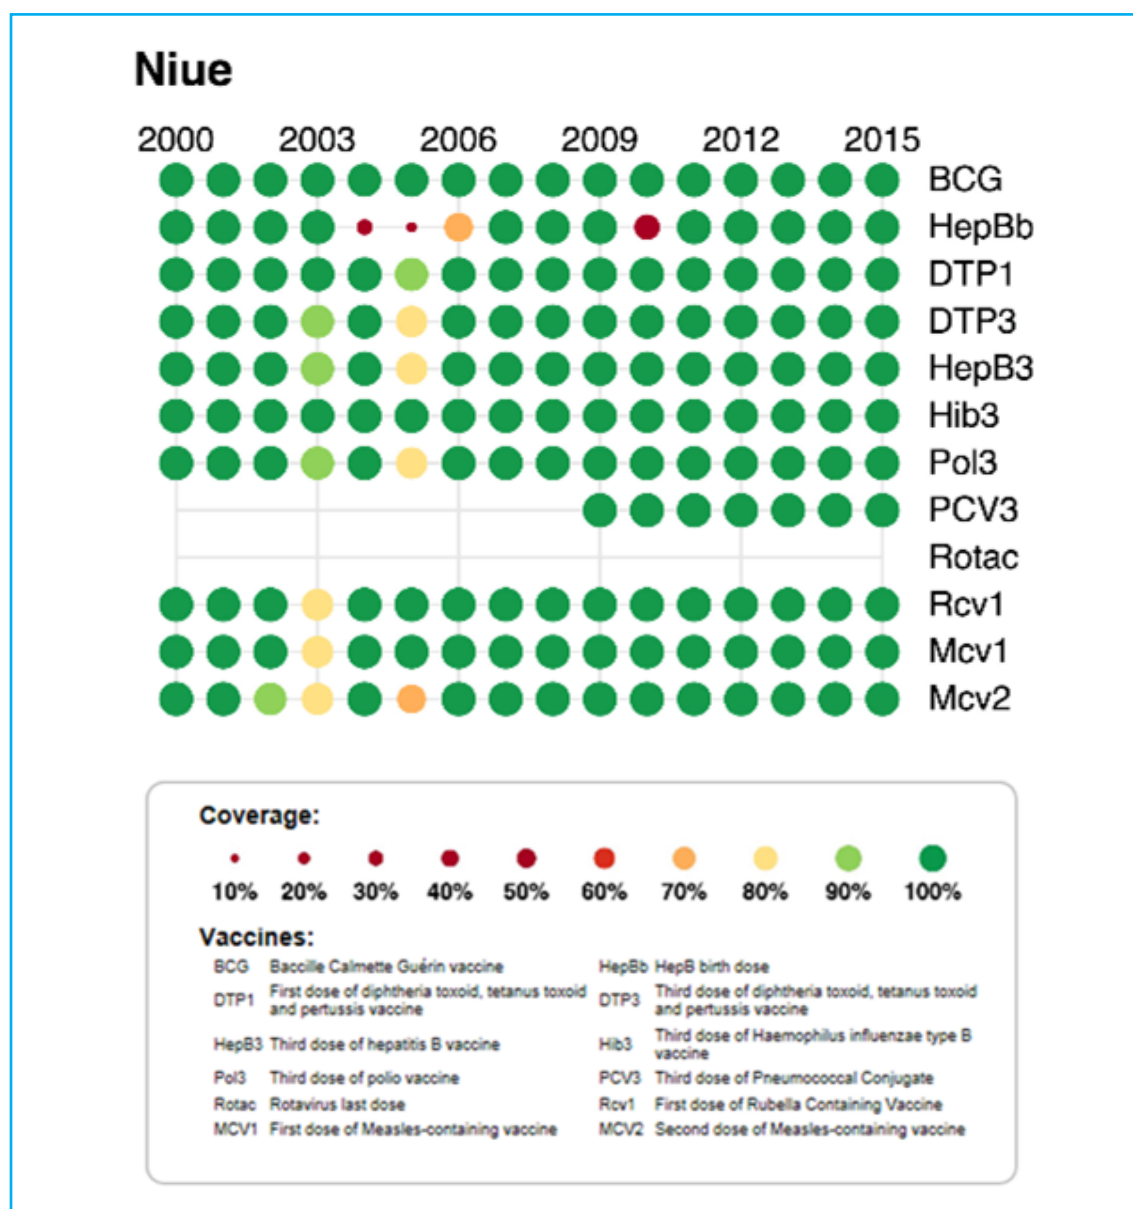 Niue
2000 2003 2006 2009 2012 2015
BCG
HepBb
DTP1
DTP3
HepB3
Hib3
Pol3
PCV3
Rotac
Rcv1
Mcv1
Mcv2
Coverage:
10% 20% 30% 40% 50% 60% 70% 80% 90% 100%
Vaccines:
BCG Baccille Calmette Guérin vaccine
HepBb HepB birth dose
DTP1 First dose of diphtheria toxoid, tetanus toxoid
and pertussis vaccine
DTP3 Third dose of diphtheria toxoid, tetanus toxoid
and pertussis vaccine
HepB3 Third dose of hepatitis B vaccine
Hib3 Third dose of Haemophilus influenzae type B
vaccine
Pol3 Third dose of polio vaccine
PCV3 Third dose of Pneumococcal Conjugate
Rotac Rotavirus last dose
Rcv1 First dose of Rubella Containing Vaccine
MCV1 First dose of Measles-containing vaccine
MCV2 Second dose of Measles-containing vaccine